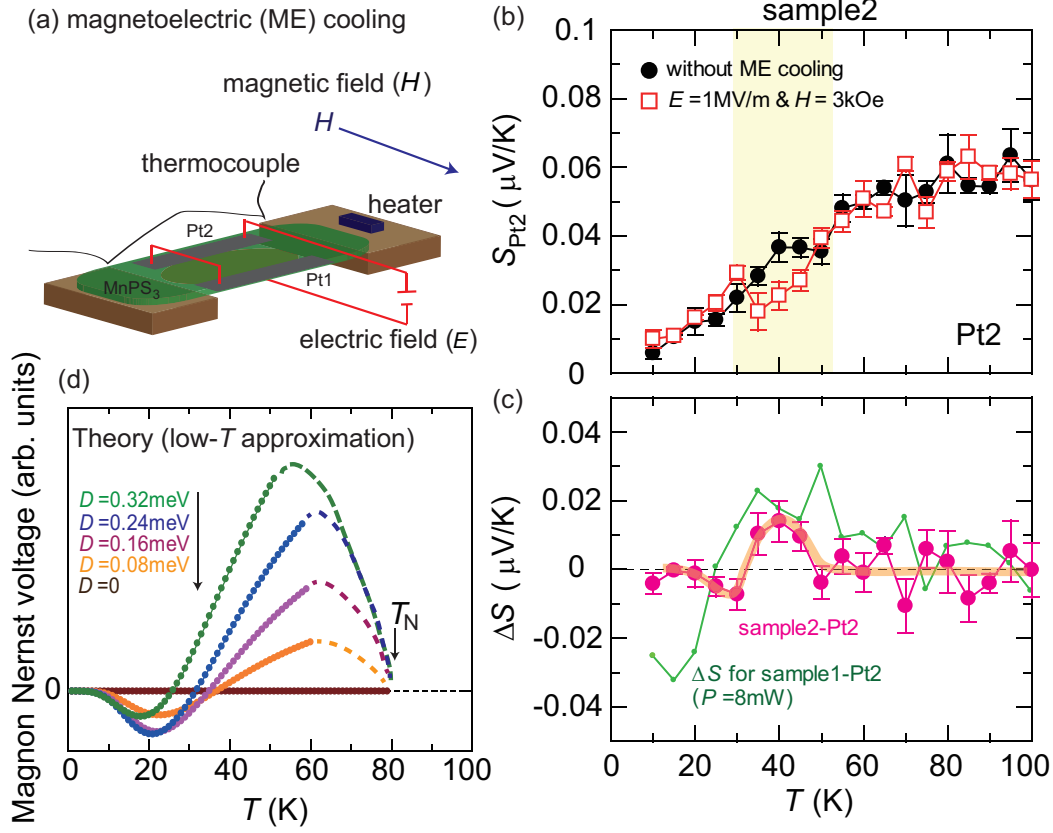 (a) magnetoelectric (ME) cooling
magnetic field (H)
H
thermocouple
heater
Pt2
Pt1
MnPS3
electric field (E)
(b)
sample2
0.1
0.08
0.06
0.04
0.02
0
S_Pt2 ( μV/K)
without ME cooling
E =1MV/m & H = 3kOe
Pt2
(c)
0.04
0.02
0
-0.02
-0.04
ΔS ( μV/K)
sample2-Pt2
ΔS for sample1-Pt2
(P =8mW)
0 20 40 60 80 100
T (K)
(d)
Magnon Nernst voltage (arb. units)
Theory (low-T approximation)
D =0.32meV
D =0.24meV
D =0.16meV
D =0.08meV
D =0
T_N
0
0 20 40 60 80 100
T (K)